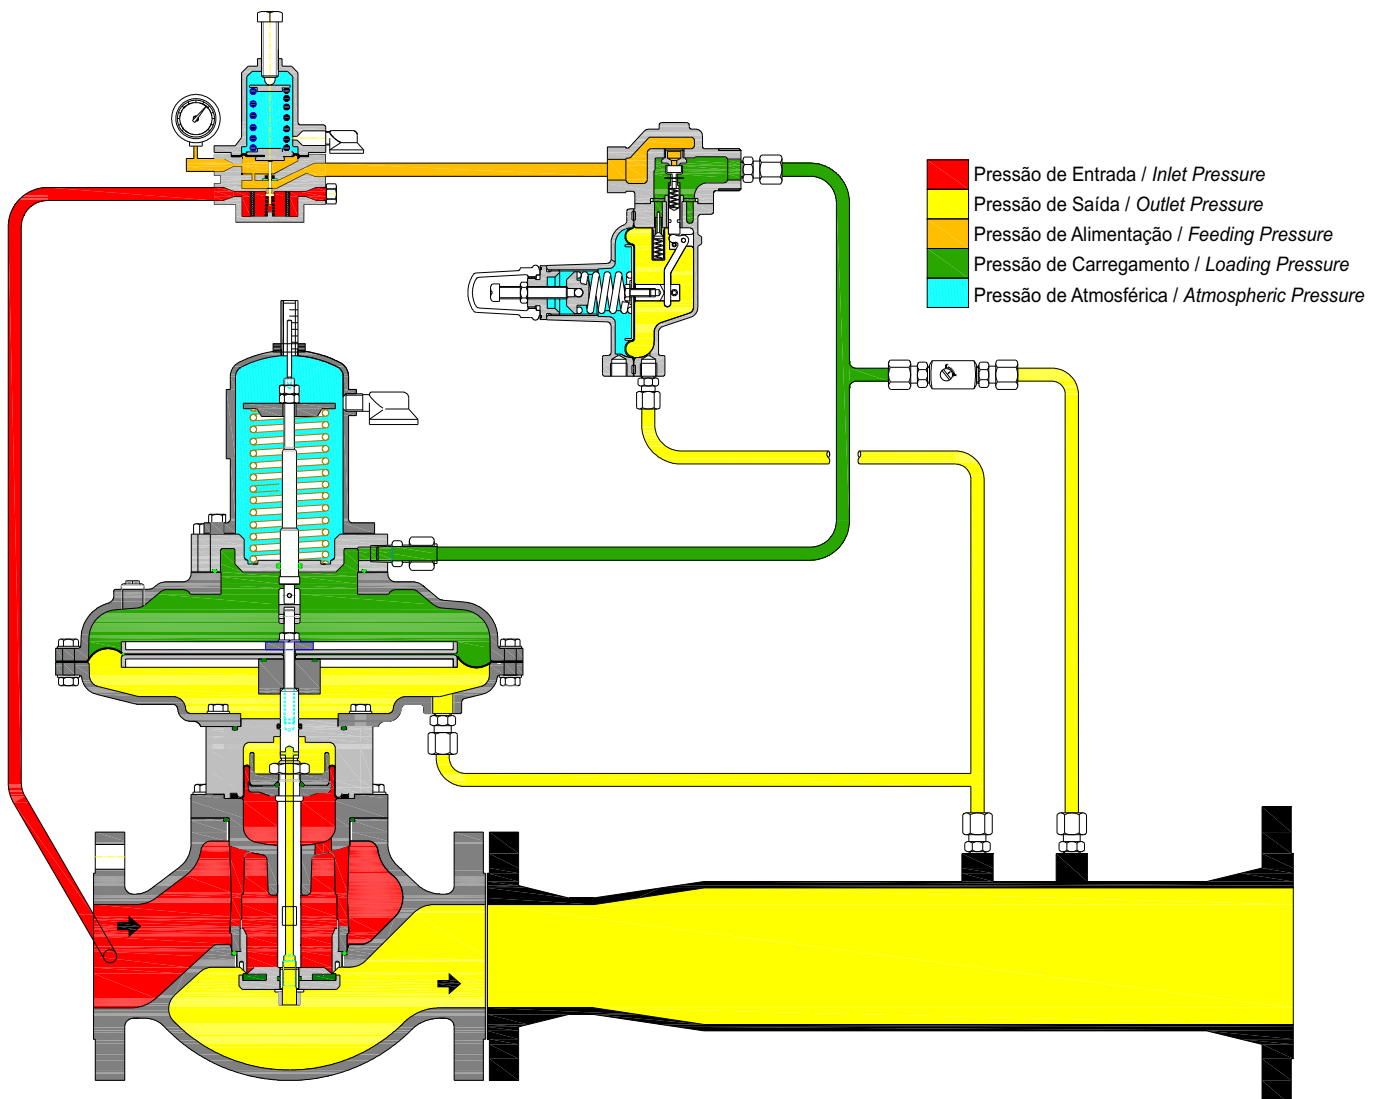 Pressão de Entrada / Inlet Pressure
Pressão de Saída / Outlet Pressure
Pressão de Alimentação / Feeding Pressure
Pressão de Carregamento / Loading Pressure
Pressão de Atmosférica / Atmospheric Pressure